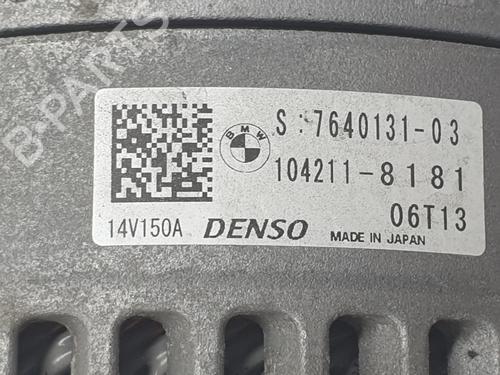 BMW
S:7640131-03
104211-8181
06T13
14V150A DENSO MADE IN JAPAN
B-PARTS